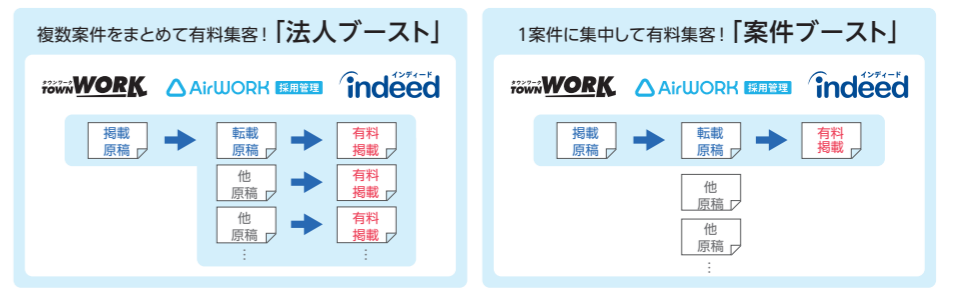 複数案件をまとめて有料集客！「法人ブースト」
タウンワーク
TOWN WORK
AirWORK 採用管理
インディード
indeed
掲載
原稿
転載
原稿
有料
掲載
他
原稿
有料
掲載
他
原稿
有料
掲載
⋮
⋮
1案件に集中して有料集客！「案件ブースト」
タウンワーク
TOWN WORK
AirWORK 採用管理
インディード
indeed
掲載
原稿
転載
原稿
有料
掲載
他
原稿
他
原稿
⋮